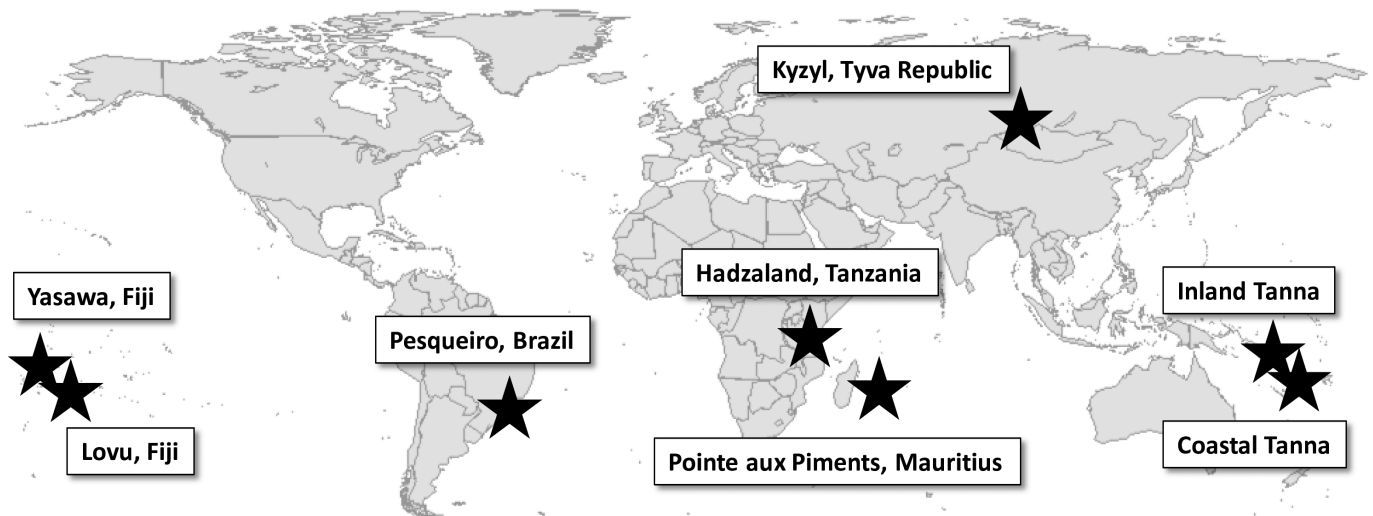 Kyzyl, Tyva Republic
Hadzaland, Tanzania
Yasawa, Fiji
Inland Tanna
Pesqueiro, Brazil
Lovu, Fiji
Pointe aux Piments, Mauritius
Coastal Tanna